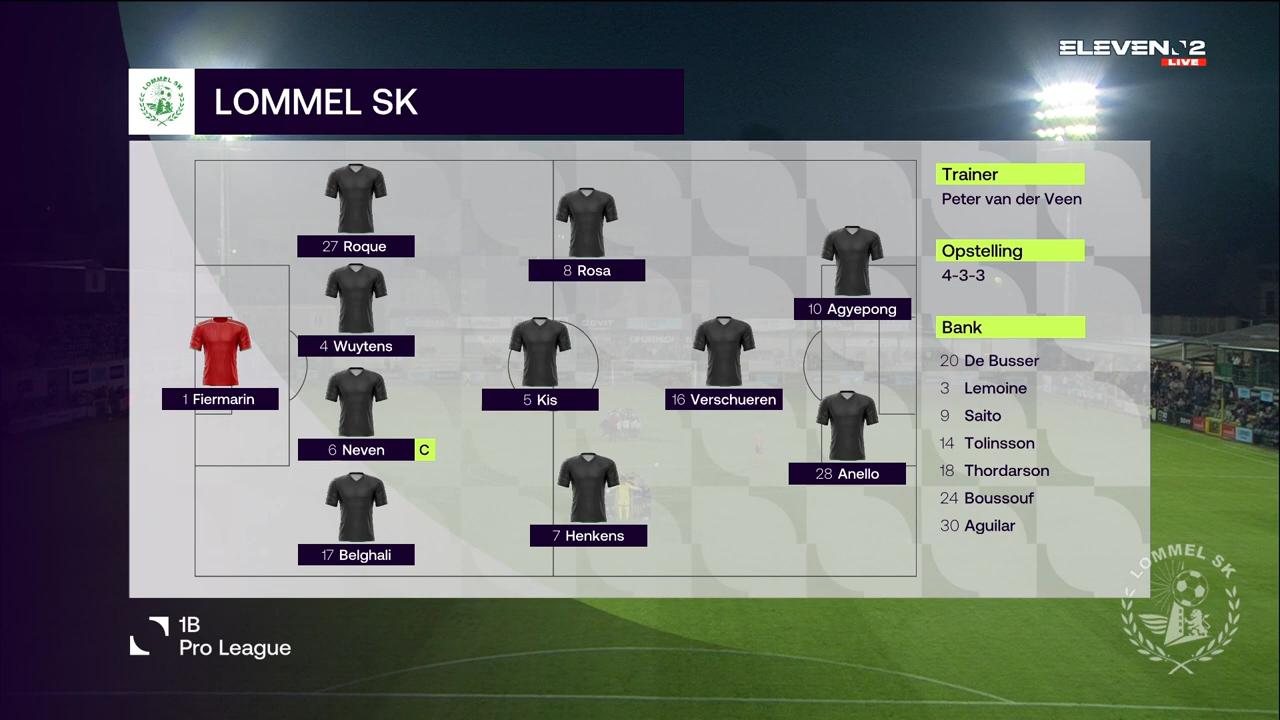 ELEVEN 2
LIVE
LOMMEL SK
LOMMEL SK
27 Roque
8 Rosa
10 Agyepong
4 Wuytens
1 Fiermarin
5 Kis
16 Verschueren
6 Neven C
28 Anello
7 Henkens
17 Belghali
Trainer
Peter van der Veen
Opstelling
4-3-3
Bank
20 De Busser
3 Lemoine
9 Saito
14 Tolinsson
18 Thordarson
24 Boussouf
30 Aguilar
LOMMEL SK
1B
Pro League